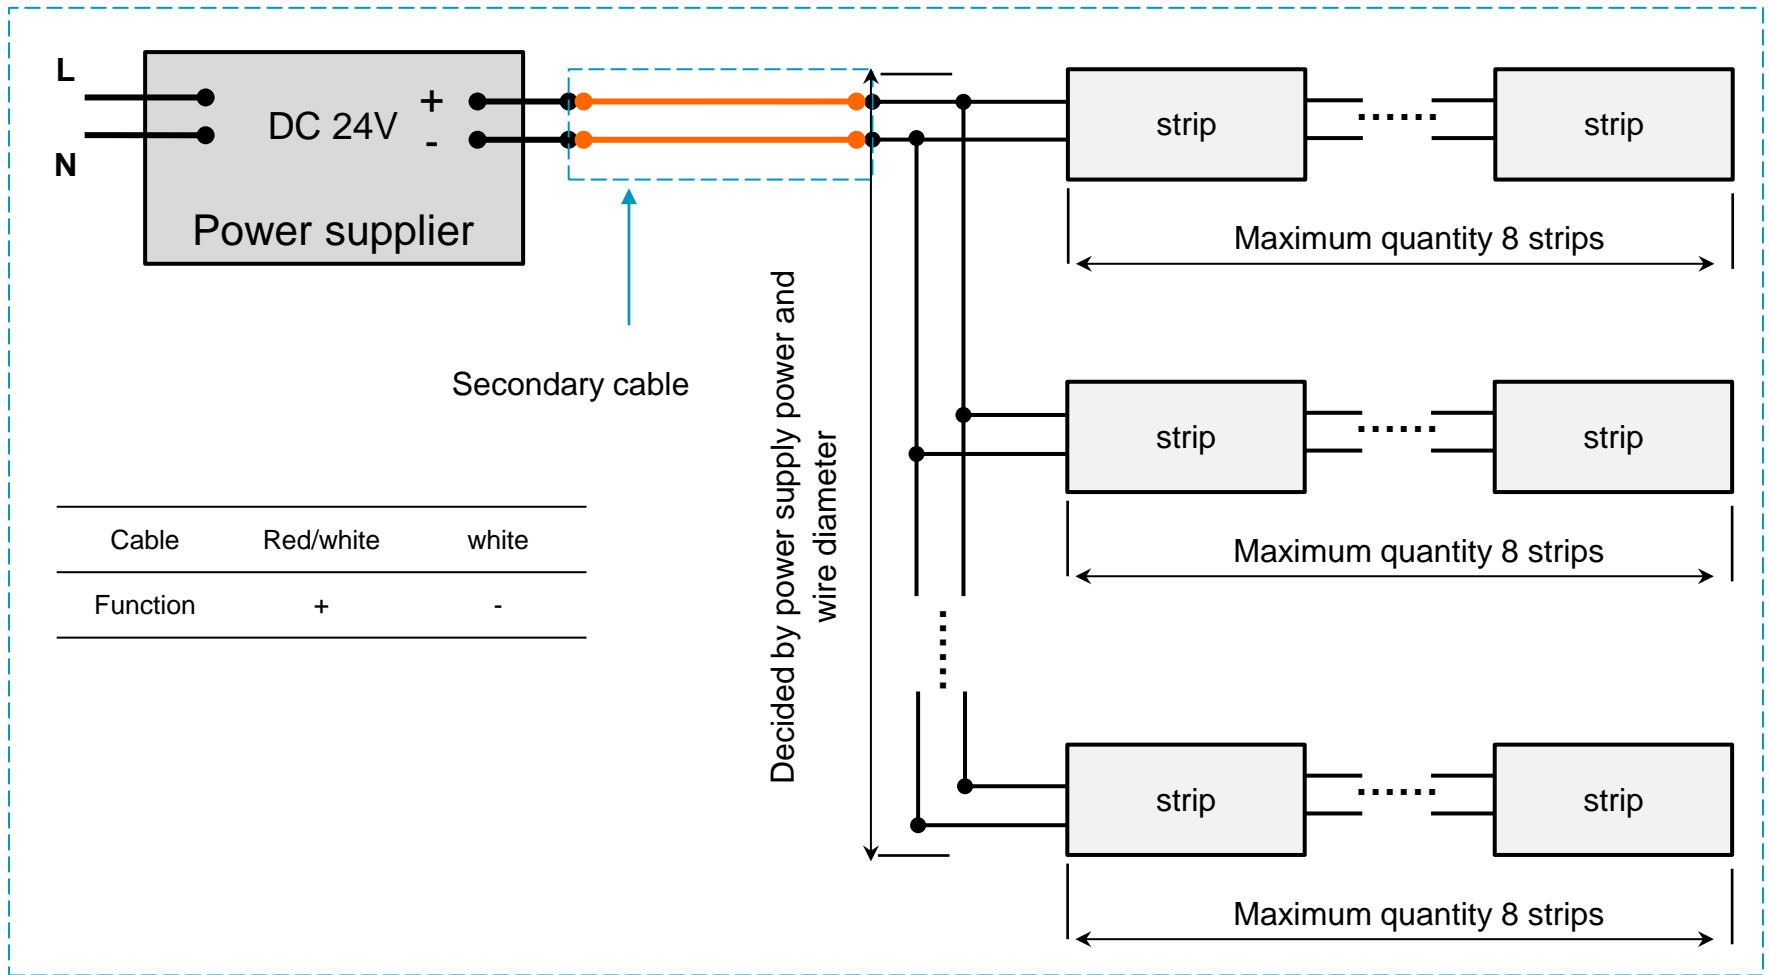 L
N
DC 24V
+
-
Power supplier
Secondary cable
Decided by power supply power and
wire diameter
strip
strip
Maximum quantity 8 strips
strip
strip
Maximum quantity 8 strips
strip
strip
Maximum quantity 8 strips
Cable Red/white white
Function + -